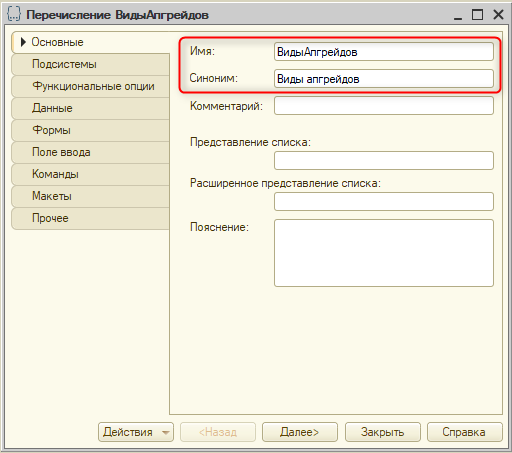 Перечисление ВидыАпгрейдов
Основные
Подсистемы
Функциональные опции
Данные
Формы
Поле ввода
Команды
Макеты
Прочее
Имя: ВидыАпгрейдов
Синоним: Виды апгрейдов
Комментарий:
Представление списка:
Расширенное представление списка:
Пояснение:
Действия <Назад Далее> Закрыть Справка